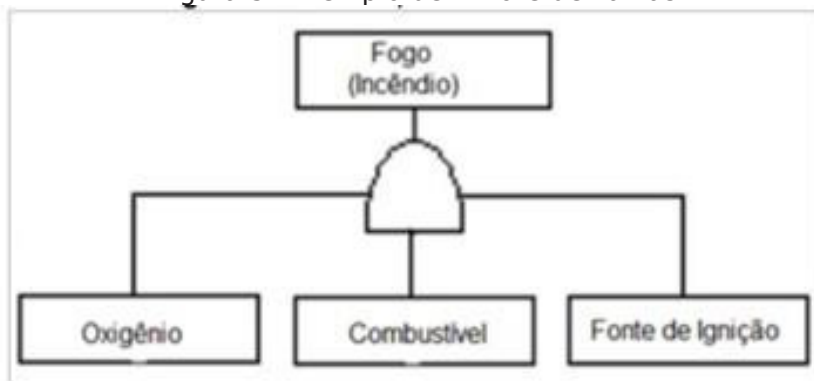 Fogo
(Incêndio)
Oxigênio
Combustível
Fonte de Ignição